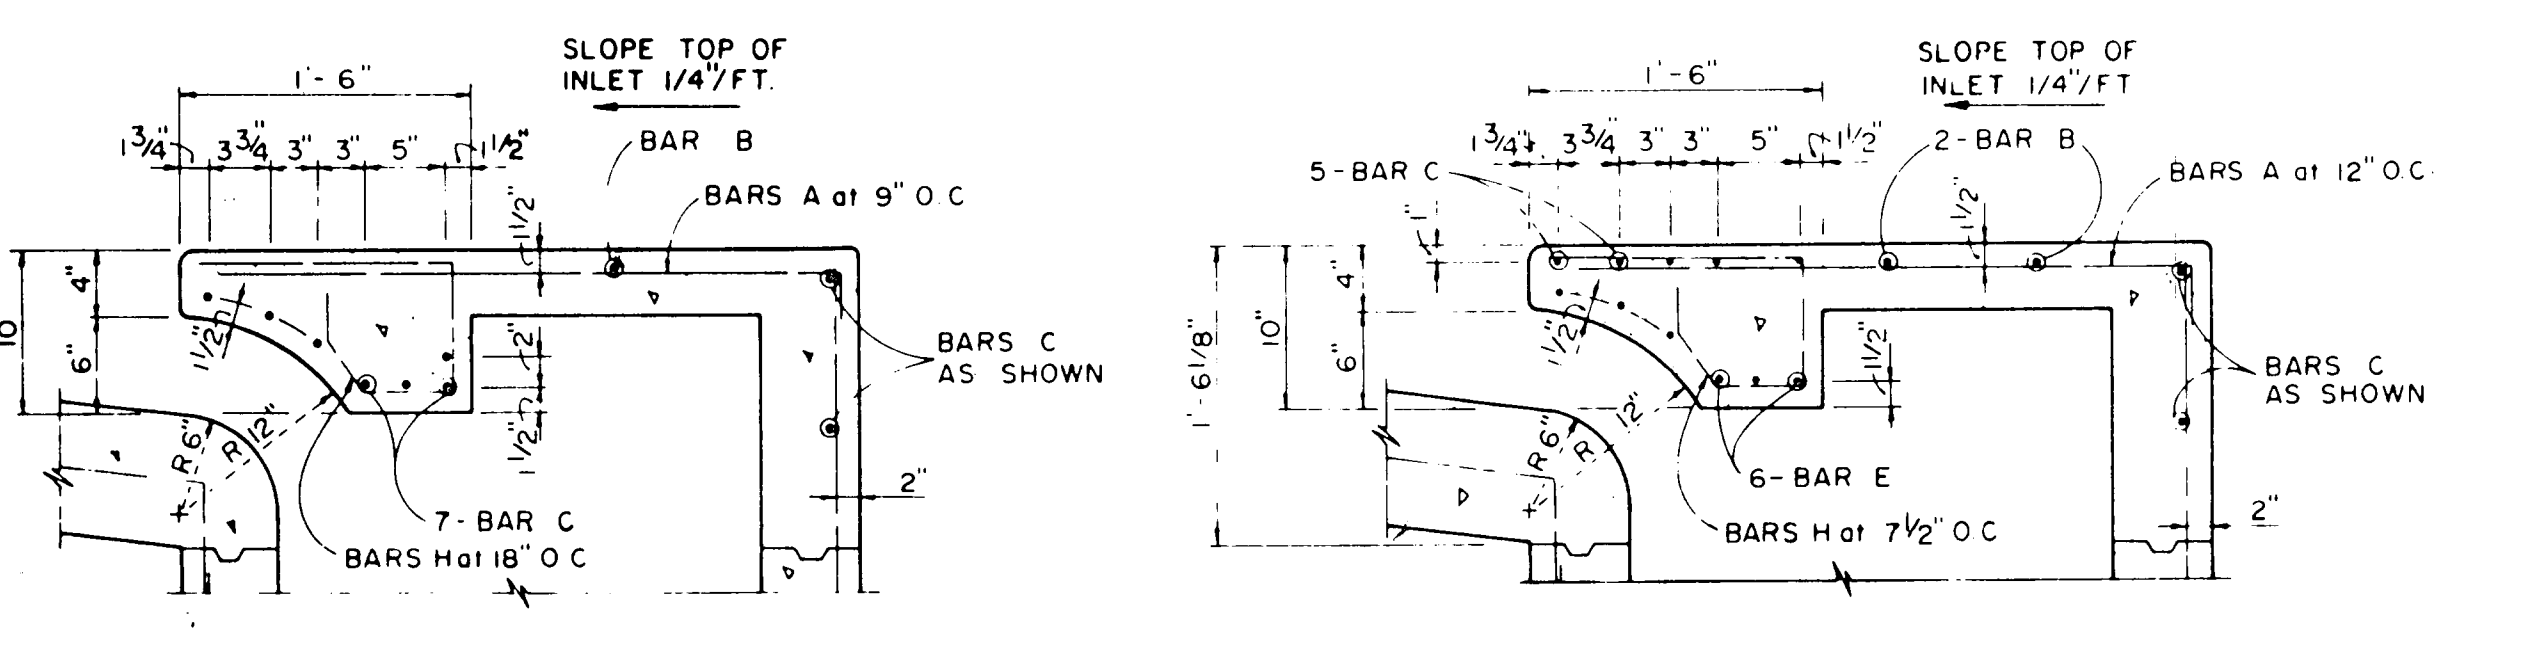 SLOPE TOP OF
INLET 1/4"/FT.
1'-6"
BAR B
1 3/4"
3 3/4"
3"
3"
5"
1 1/2"
BARS A at 9" O.C
1 1/2"
4"
10
6"
1 1/2"
2"
1 1/2"
BARS C
AS SHOWN
R 6"
R 12"
2"
7-BAR C
BARS H at 18" O C
SLOPE TOP OF
INLET 1/4"/FT
1'-6"
2-BAR B
1 3/4"
3 3/4"
3"
3"
5"
1 1/2"
5-BAR C
BARS A at 12" O.C.
1"
1 1/2"
4"
10"
6"
1'-6 1/8"
1 1/2"
1 1/2"
BARS C
AS SHOWN
R 6"
R 12"
6-BAR E
2"
BARS H at 7 1/2" O.C